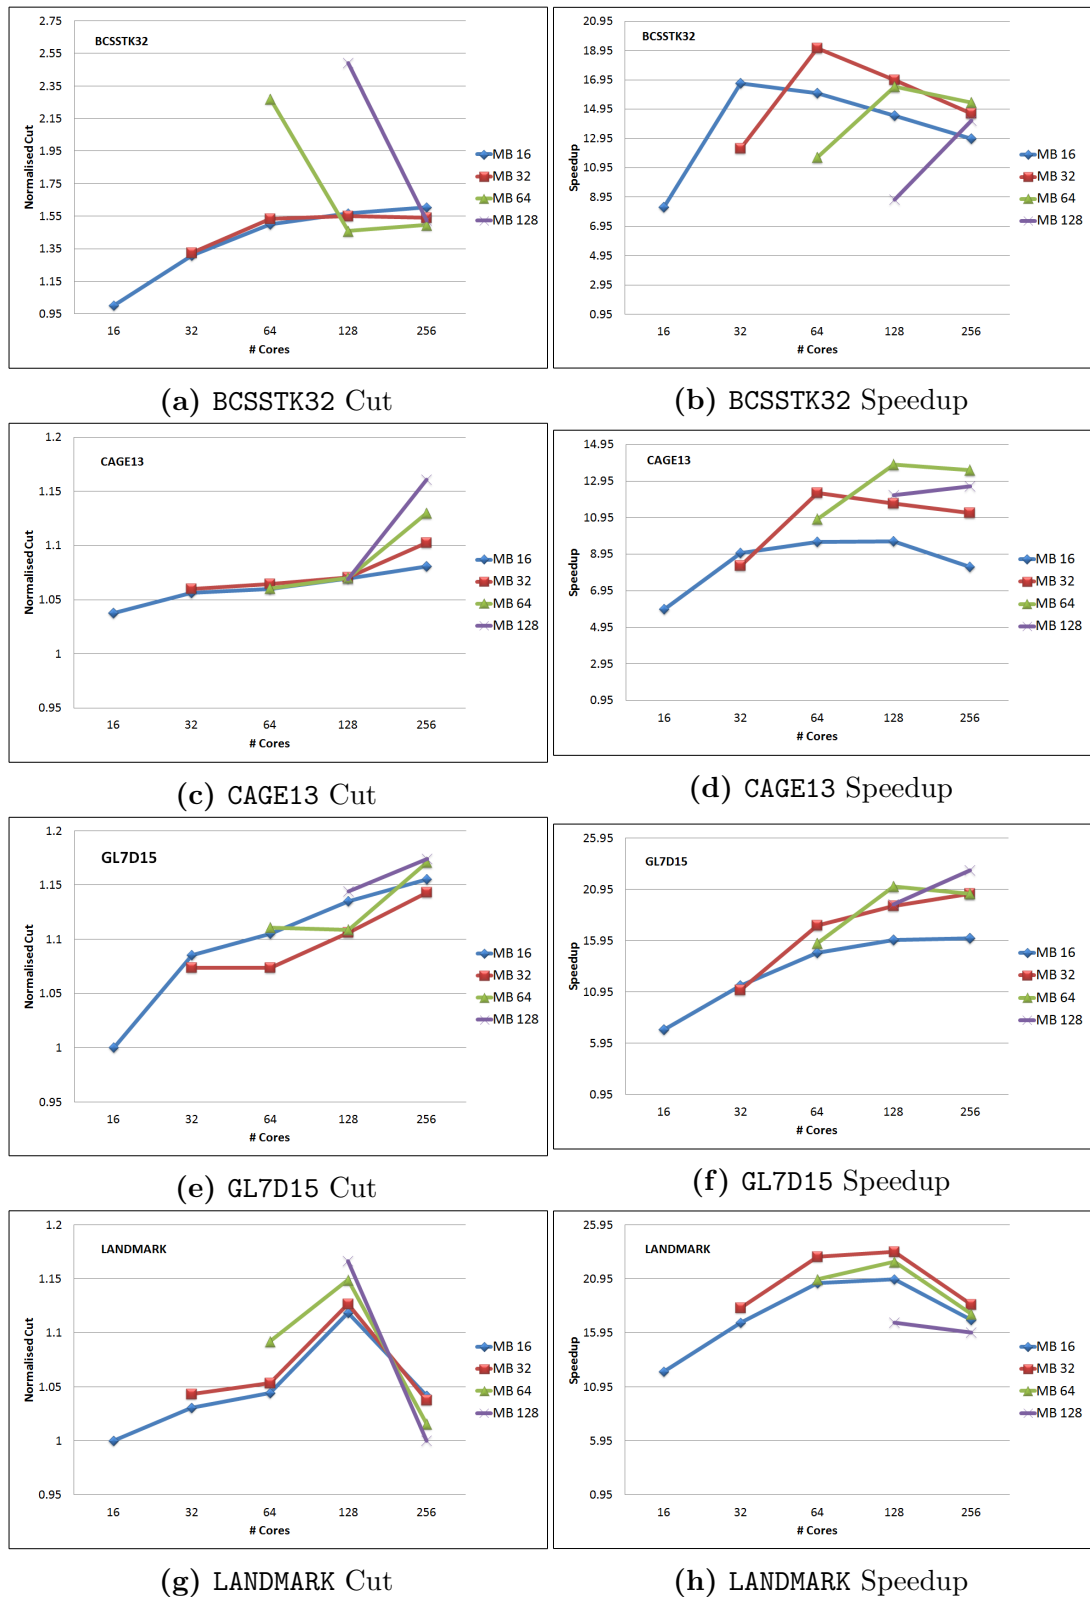 BCSSTK32
Normalised Cut
2.75
2.55
2.35
2.15
1.95
1.75
1.55
1.35
1.15
0.95
16 32 64 128 256
# Cores
MB 16
MB 32
MB 64
MB 128
(a) BCSSTK32 Cut
BCSSTK32
Speedup
20.95
18.95
16.95
14.95
12.95
10.95
8.95
6.95
4.95
2.95
0.95
16 32 64 128 256
# Cores
MB 16
MB 32
MB 64
MB 128
(b) BCSSTK32 Speedup
CAGE13
Normalised Cut
1.2
1.15
1.1
1.05
1
0.95
16 32 64 128 256
# Cores
MB 16
MB 32
MB 64
MB 128
(c) CAGE13 Cut
CAGE13
Speedup
14.95
12.95
10.95
8.95
6.95
4.95
2.95
0.95
16 32 64 128 256
# Cores
MB 16
MB 32
MB 64
MB 128
(d) CAGE13 Speedup
GL7D15
Normalised Cut
1.2
1.15
1.1
1.05
1
0.95
16 32 64 128 256
# Cores
MB 16
MB 32
MB 64
MB 128
(e) GL7D15 Cut
GL7D15
Speedup
25.95
20.95
15.95
10.95
5.95
0.95
16 32 64 128 256
# Cores
MB 16
MB 32
MB 64
MB 128
(f) GL7D15 Speedup
LANDMARK
Normalised Cut
1.2
1.15
1.1
1.05
1
0.95
16 32 64 128 256
# Cores
MB 16
MB 32
MB 64
MB 128
(g) LANDMARK Cut
LANDMARK
Speedup
25.95
20.95
15.95
10.95
5.95
0.95
16 32 64 128 256
# Cores
MB 16
MB 32
MB 64
MB 128
(h) LANDMARK Speedup